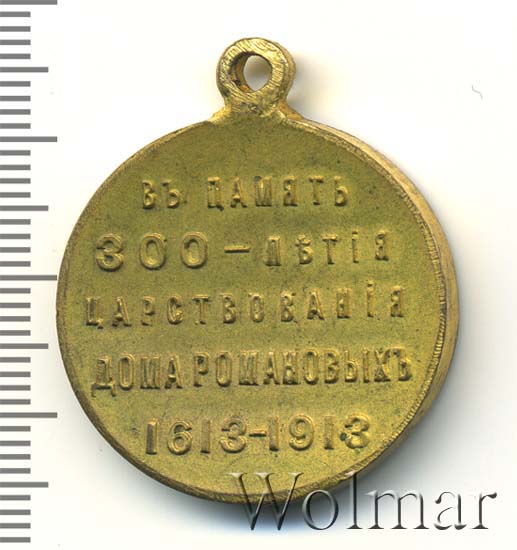 ВЪ ПАМЯТЬ
300-ЛѢТІЯ
ЦАРСТВОВАНІЯ
ДОМА РОМАНОВЫХЪ
1613-1913
Wolmar